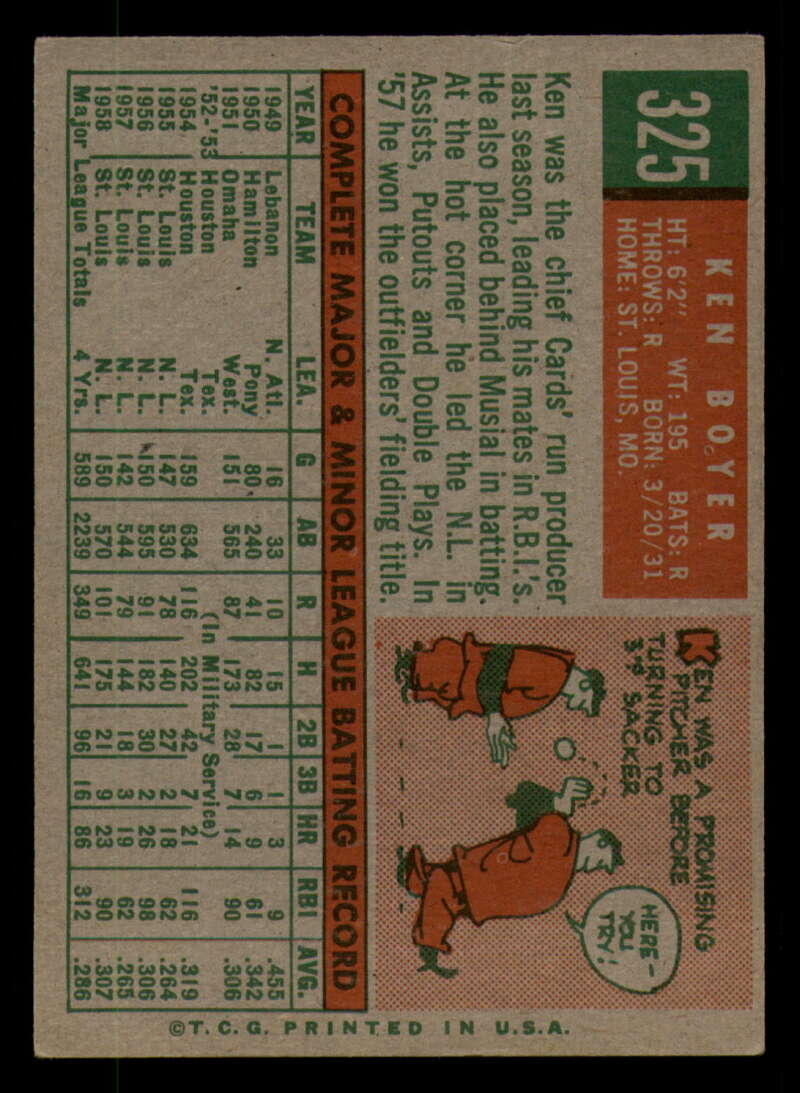 325
KEN BOYER
HT: 6'2" WT: 195 BATS: R
THROWS: R BORN: 3/20/31
HOME: ST. LOUIS, MO.
Ken was the chief Cards' run producer
last season, leading his mates in R.B.I.'s.
He also placed behind Musial in batting.
At the hot corner he led the N.L. in
Assists, Putouts and Double Plays. In
'57 he won the outfielders' fielding title.
KEN WAS A PROMISING
PITCHER BEFORE
TURNING TO
3rd SACKER
HERE-
YOU
TRY!
COMPLETE MAJOR & MINOR LEAGUE BATTING RECORD
YEAR TEAM LEA. G AB R H 2B 3B HR RBI AVG.
1949 Lebanon N. Atl. 16 33 10 15 1 1 3 9 .455
1950 Hamilton Pony 80 240 41 82 17 6 9 61 .342
1951 Omaha West. 151 565 87 173 28 7 14 90 .306
'52-'53 Houston Tex. (In Military Service)
1954 Houston Tex. 159 634 116 202 42 7 21 116 .319
1955 St. Louis N. L. 147 530 78 140 27 2 18 62 .264
1956 St. Louis N. L. 150 595 91 182 30 2 26 98 .306
1957 St. Louis N. L. 142 544 79 144 18 3 19 62 .265
1958 St. Louis N. L. 150 570 101 175 21 9 23 90 .307
Major League Totals 4 Yrs. 589 2239 349 641 96 16 86 312 .286
©T.C.G. PRINTED IN U.S.A.